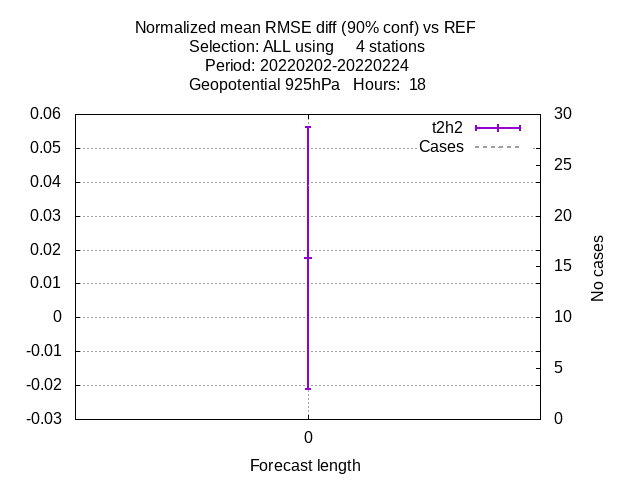 Normalized mean RMSE diff (90% conf) vs REF
Selection: ALL using     4 stations
Period: 20220202-20220224
Geopotential 925hPa   Hours:  18
0.06
0.05
0.04
0.03
0.02
0.01
0
-0.01
-0.02
-0.03
t2h2
Cases
30
25
20
15
10
5
0
No cases
0
Forecast length